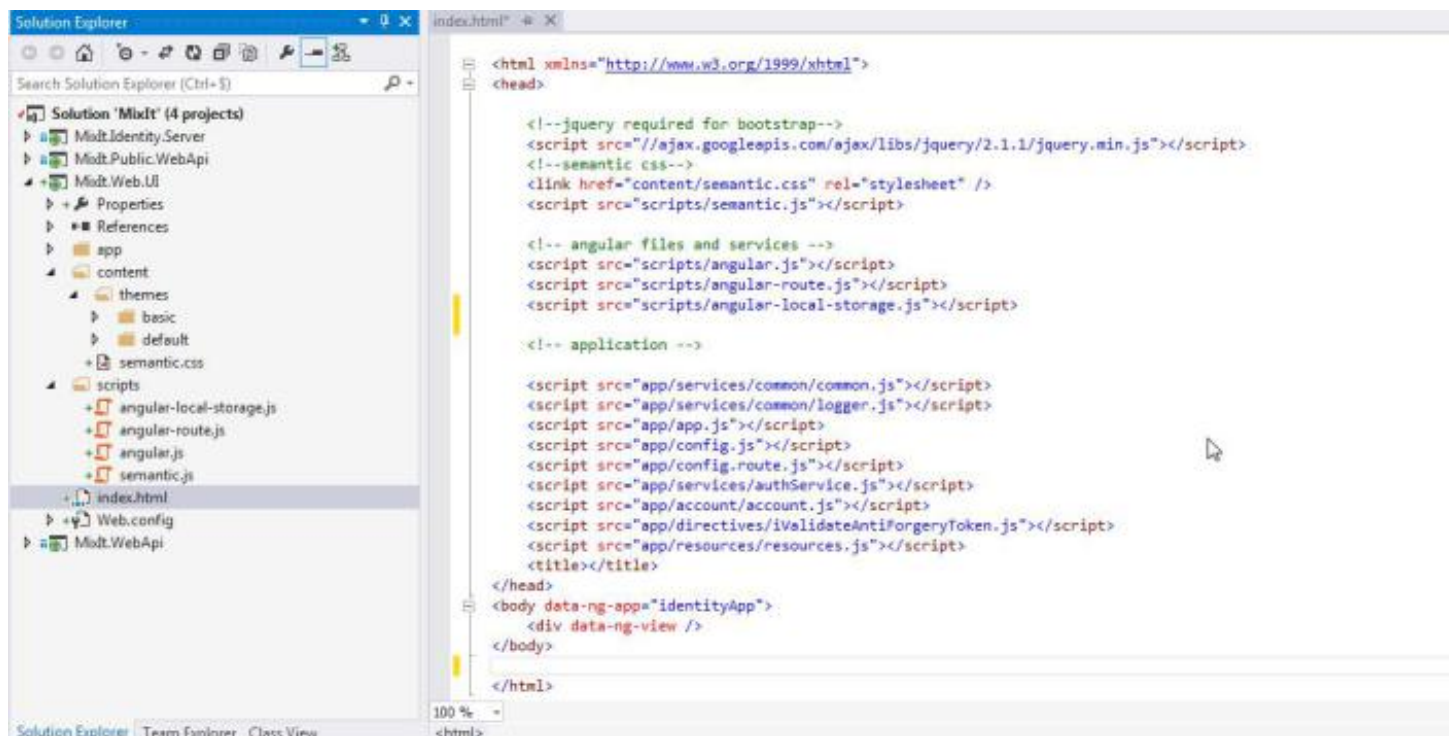 Solution Explorer
Search Solution Explorer (Ctrl+$)
Solution 'MixIt' (4 projects)
MixIt.Identity.Server
MixIt.Public.WebApi
MixIt.Web.UI
Properties
References
app
content
themes
basic
default
semantic.css
scripts
angular-local-storage.js
angular-route.js
angular.js
semantic.js
index.html
Web.config
MixIt.WebApi
Solution Explorer Team Explorer Class View
index.html*
<html xmlns="http://www.w3.org/1999/xhtml">
<head>
<!--jquery required for bootstrap-->
<script src="//ajax.googleapis.com/ajax/libs/jquery/2.1.1/jquery.min.js"></script>
<!--semantic css-->
<link href="content/semantic.css" rel="stylesheet" />
<script src="scripts/semantic.js"></script>
<!-- angular files and services -->
<script src="scripts/angular.js"></script>
<script src="scripts/angular-route.js"></script>
<script src="scripts/angular-local-storage.js"></script>
<!-- application -->
<script src="app/services/common/common.js"></script>
<script src="app/services/common/logger.js"></script>
<script src="app/app.js"></script>
<script src="app/config.js"></script>
<script src="app/config.route.js"></script>
<script src="app/services/authService.js"></script>
<script src="app/account/account.js"></script>
<script src="app/directives/iValidateAntiForgeryToken.js"></script>
<script src="app/resources/resources.js"></script>
<title></title>
</head>
<body data-ng-app="identityApp">
<div data-ng-view />
</body>
</html>
100 %
<html>